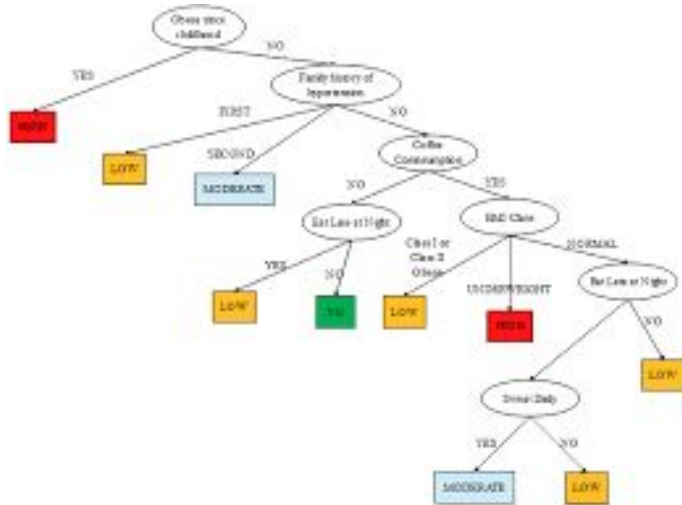 Obese since
childhood
NO
YES
Family history of
hypertension
HIGH
FIRST
NO
SECOND
Coffee
Consumption
LOW
MODERATE
NO
YES
Eat Late at Night
BMI Class
Class I or
Class II
Obese
NORMAL
YES
NO
UNDERWEIGHT
Eat Late at Night
LOW
LOW
HIGH
NO
LOW
Daily
YES
NO
MODERATE
LOW